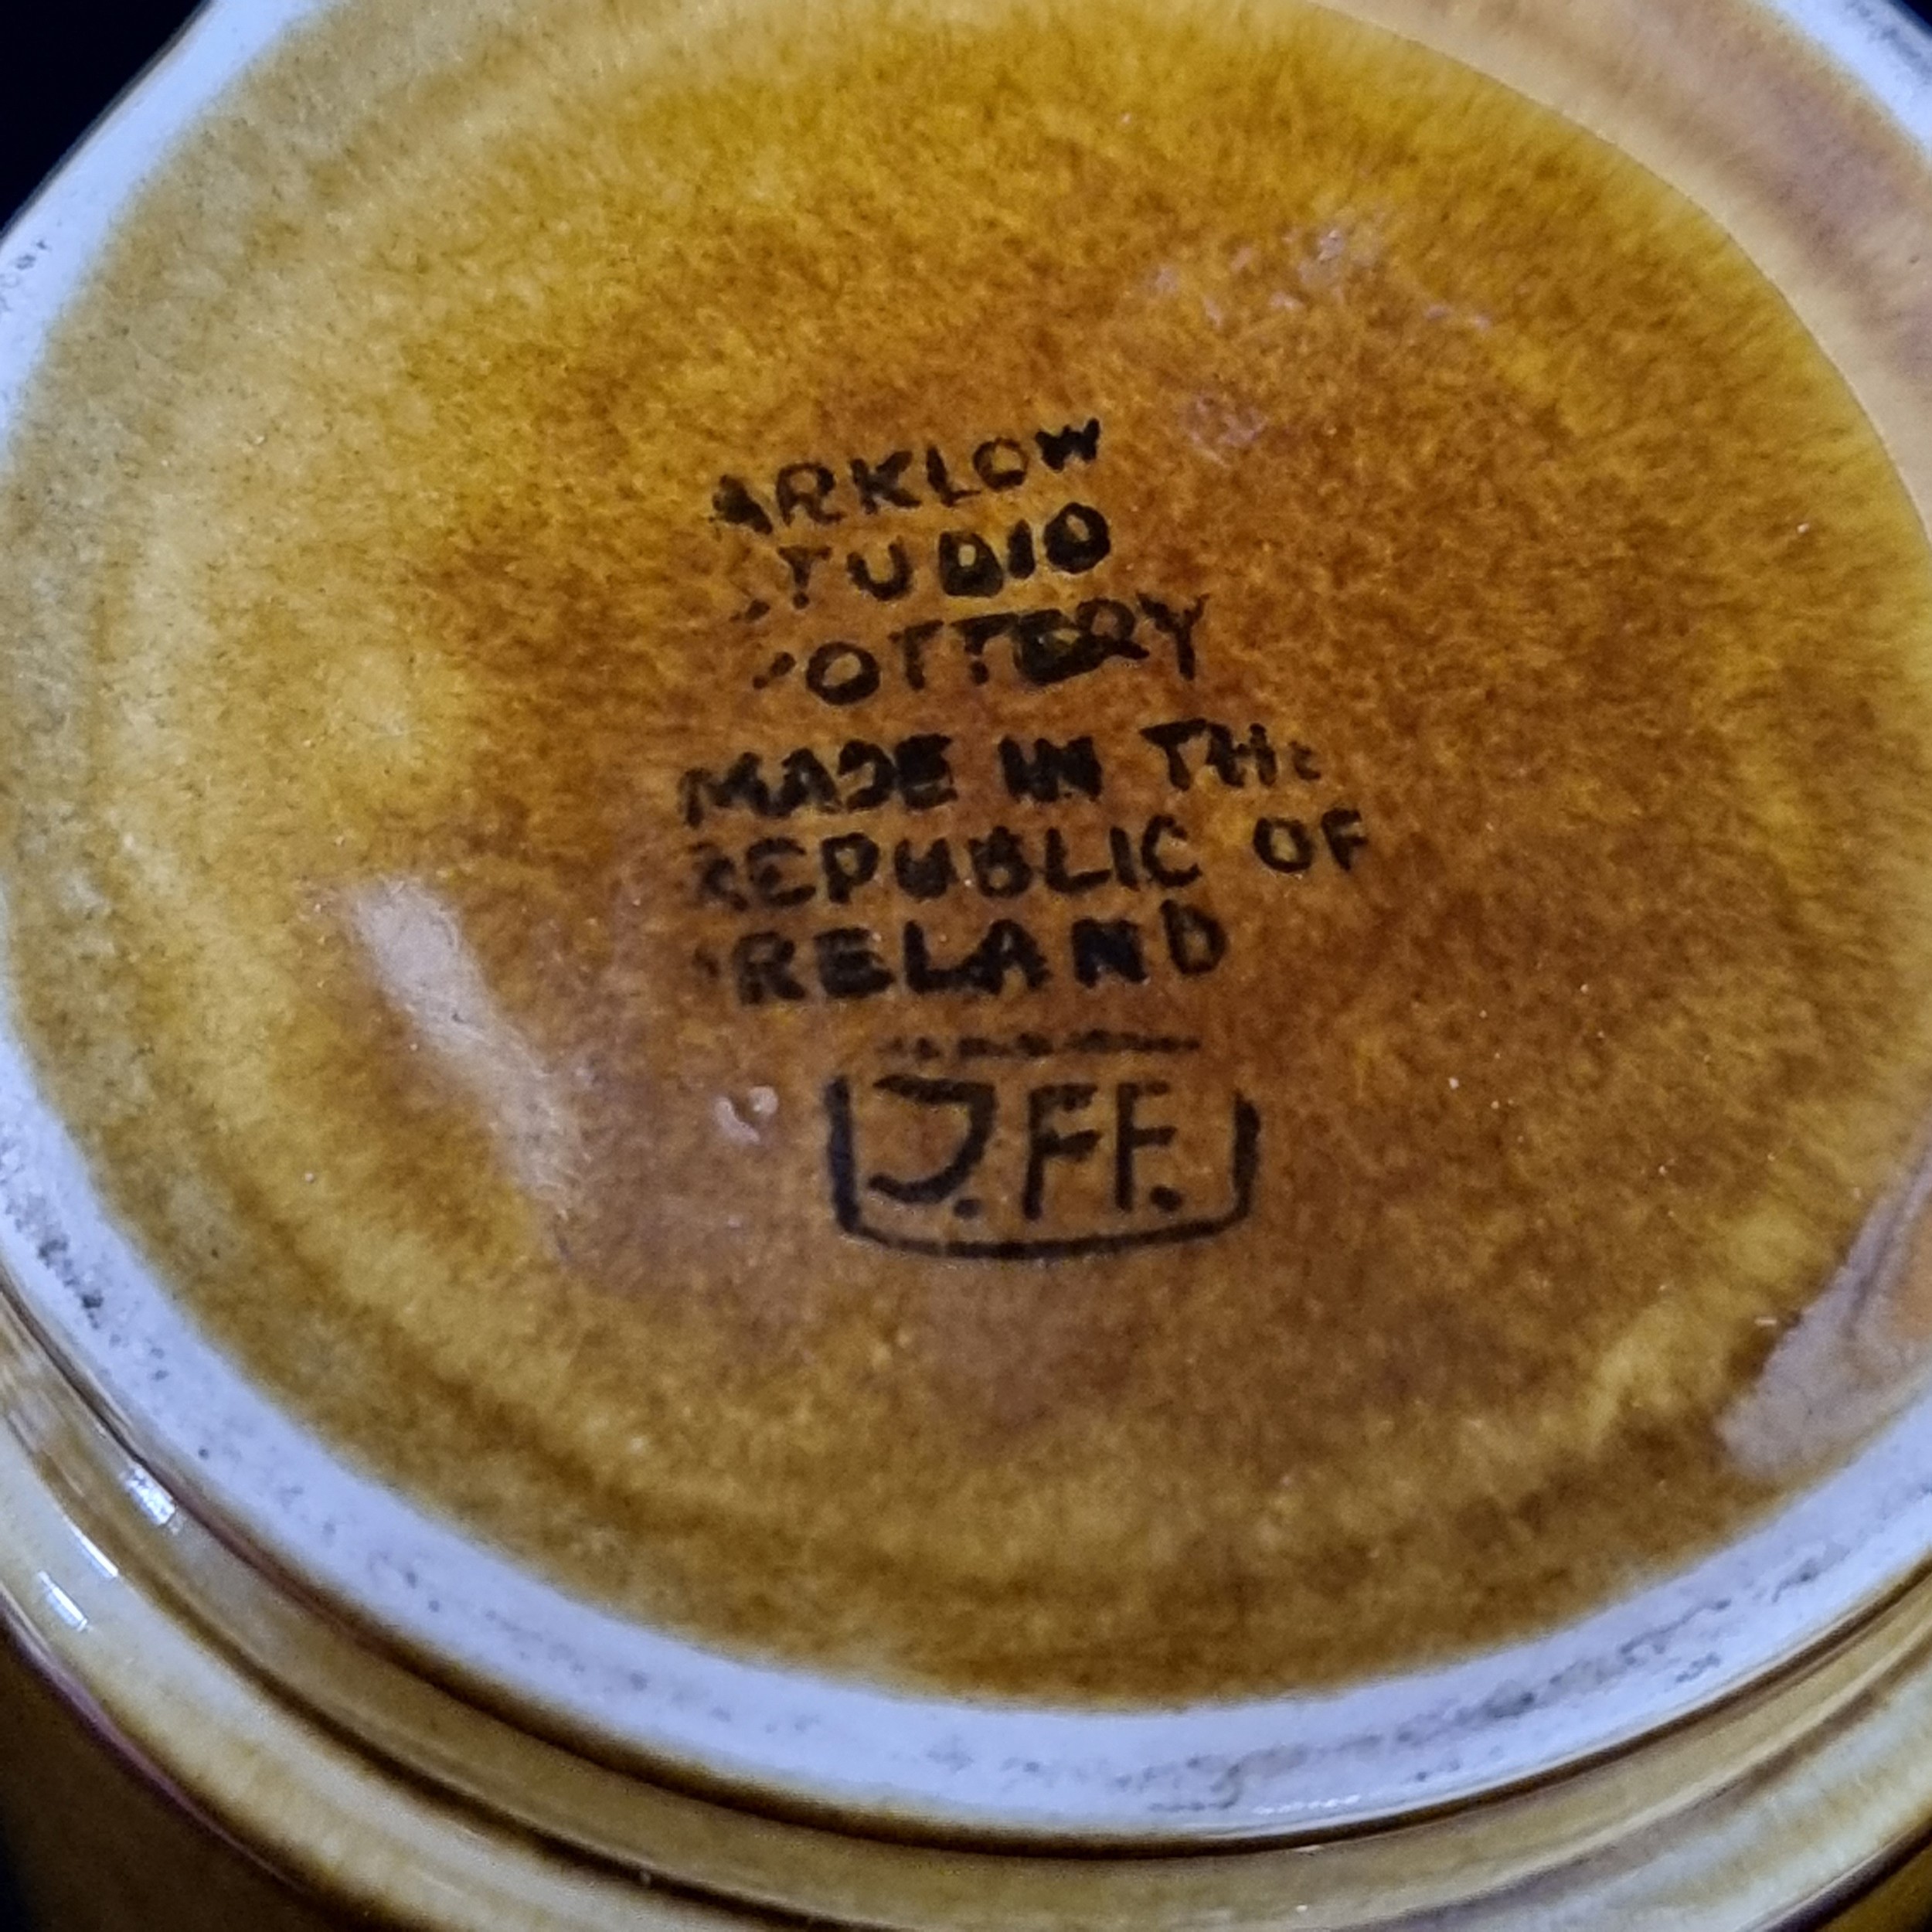 ARKLOW
STUDIO
POTTERY
MADE IN THE
REPUBLIC OF
IRELAND
J.FF.